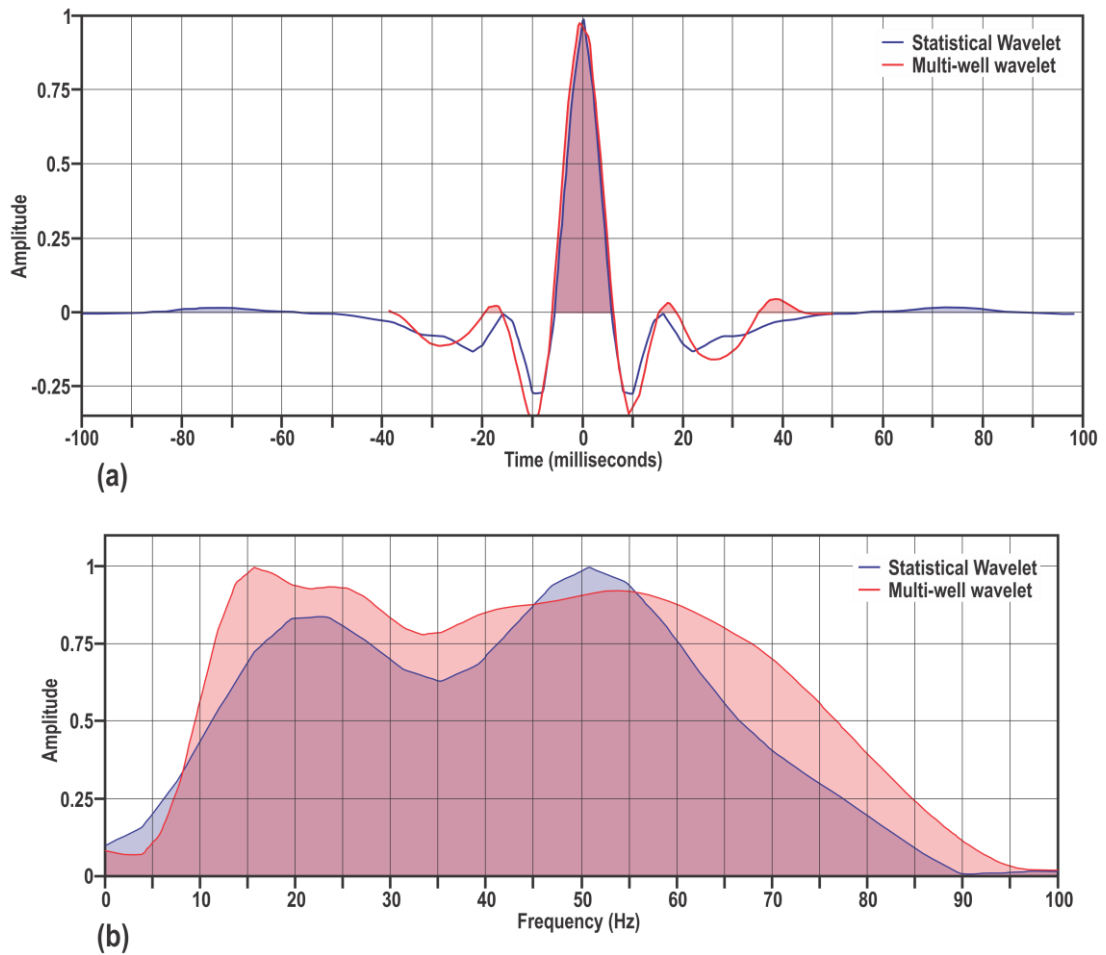 1
0.75
0.5
0.25
0
-0.25
Amplitude
Statistical Wavelet
Multi-well wavelet
-100 -80 -60 -40 -20 0 20 40 60 80 100
Time (milliseconds)
(a)
1
0.75
0.5
0.25
0
Amplitude
Statistical Wavelet
Multi-well wavelet
0 10 20 30 40 50 60 70 80 90 100
Frequency (Hz)
(b)